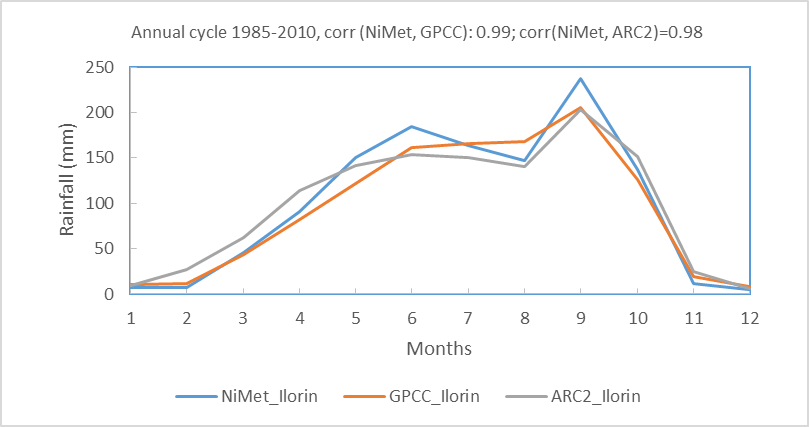 Annual cycle 1985-2010, corr (NiMet, GPCC): 0.99; corr(NiMet, ARC2)=0.98
250
200
150
100
50
0
Rainfall (mm)
1 2 3 4 5 6 7 8 9 10 11 12
Months
NiMet_Ilorin GPCC_Ilorin ARC2_Ilorin